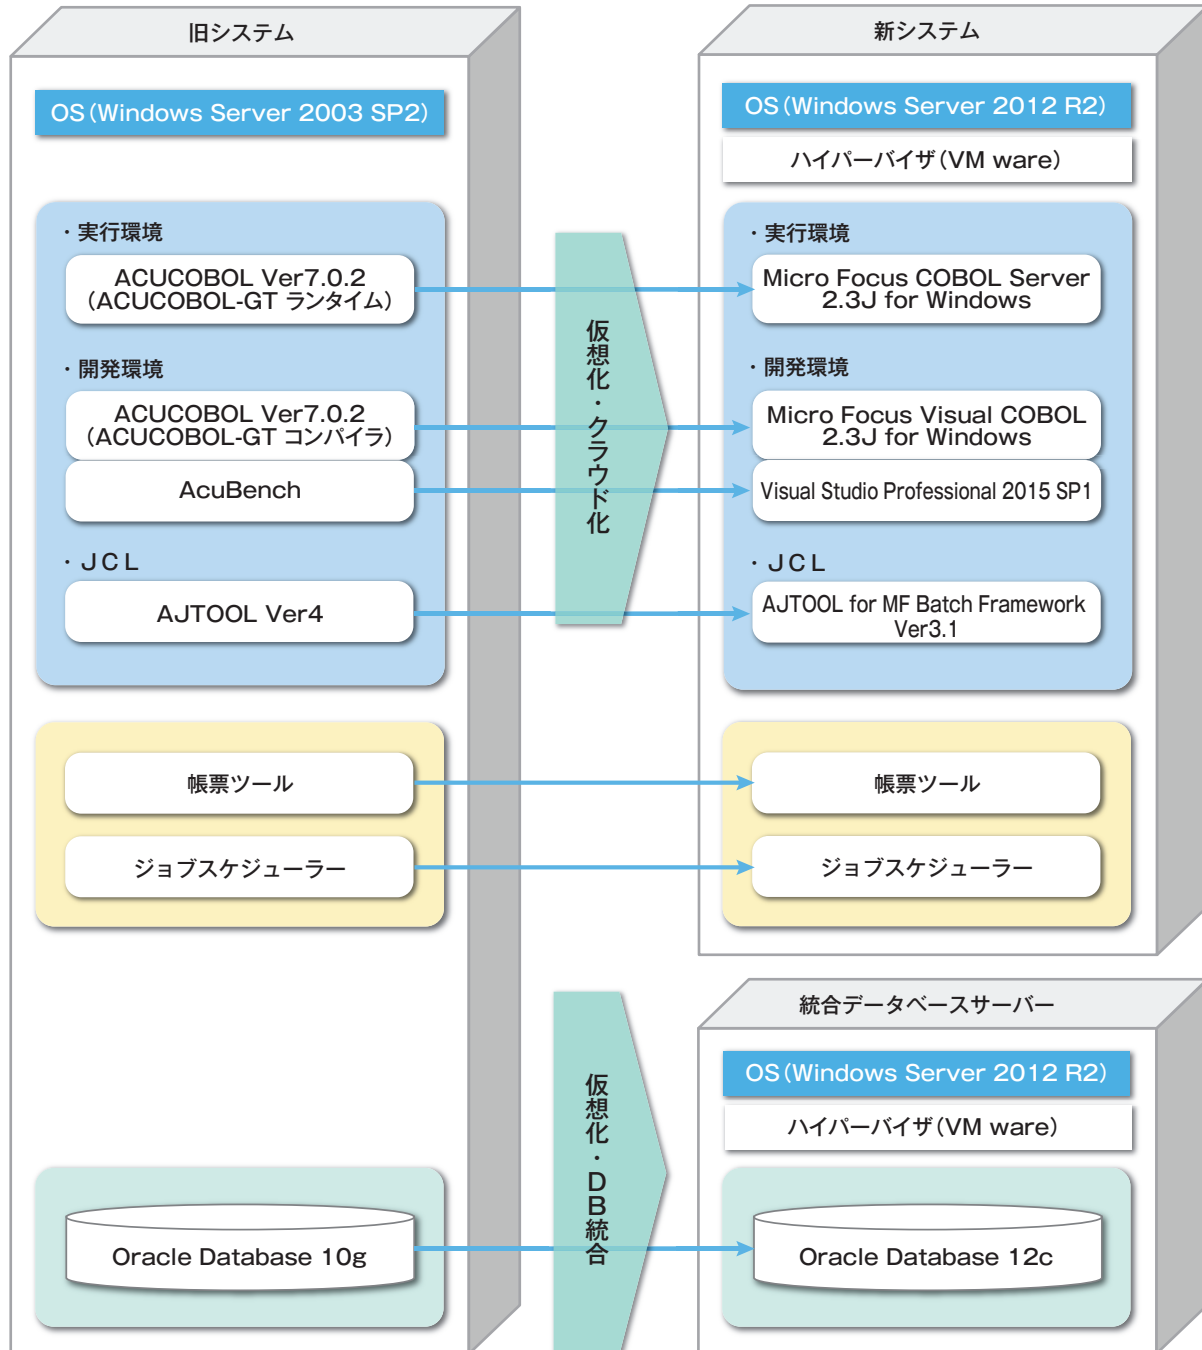 旧システム
OS（Windows Server 2003 SP2）
・実行環境
ACUCOBOL Ver7.0.2
（ACUCOBOL-GT ランタイム）
・開発環境
ACUCOBOL Ver7.0.2
（ACUCOBOL-GT コンパイラ）
AcuBench
・ＪＣＬ
AJTOOL Ver4
帳票ツール
ジョブスケジューラー
Oracle Database 10g
仮想化・クラウド化
仮想化・DB統合
新システム
OS（Windows Server 2012 R2）
ハイパーバイザ（VM ware）
・実行環境
Micro Focus COBOL Server
2.3J for Windows
・開発環境
Micro Focus Visual COBOL
2.3J for Windows
Visual Studio Professional 2015 SP1
・ＪＣＬ
AJTOOL for MF Batch Framework
Ver3.1
帳票ツール
ジョブスケジューラー
統合データベースサーバー
OS（Windows Server 2012 R2）
ハイパーバイザ（VM ware）
Oracle Database 12c